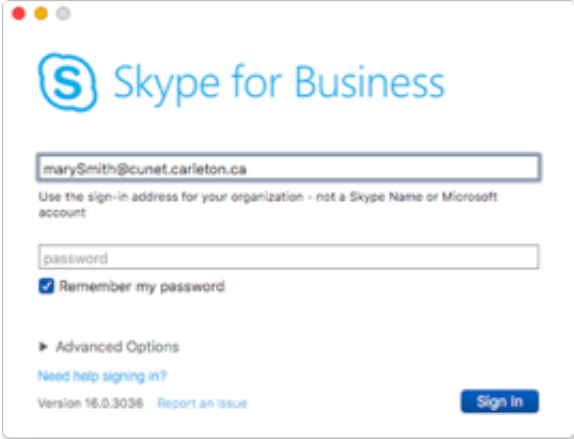 Skype for Business
marySmith@cunet.carleton.ca
Use the sign-in address for your organization - not a Skype Name or Microsoft
account
password
Remember my password
Advanced Options
Need help signing in?
Version 16.0.3036 Report an Issue
Sign In